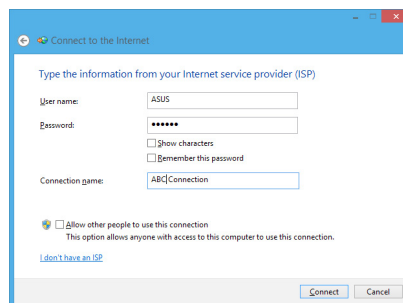 Connect to the Internet
Type the information from your Internet service provider (ISP)
User name: ASUS
Password: ••••••
Show characters
Remember this password
Connection name: ABC Connection
Allow other people to use this connection
This option allows anyone with access to this computer to use this connection.
I don't have an ISP
Connect Cancel